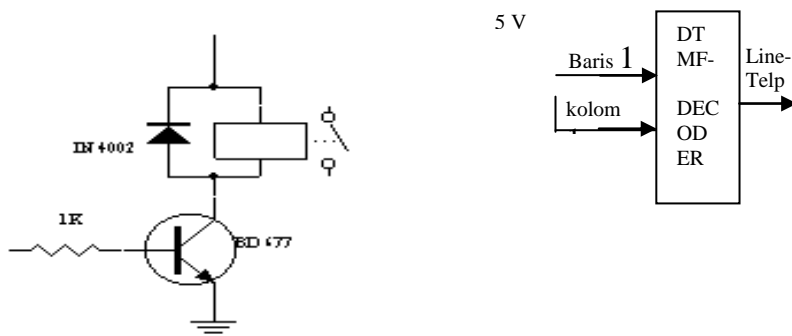 5 V
DT
MF-
DEC
OD
ER
Baris 1
kolom
Line-
Telp
IN 4002
1K
BD 677